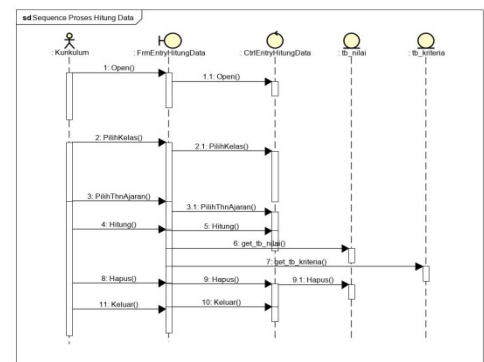 sd Sequence Proses Hitung Data
: Kurikulum
: FrmEntryHitungData
: CtrlEntryHitungData
: tb_nilai
: tb_kriteria
1: Open()
1.1: Open()
2: PilihKelas()
2.1: PilihKelas()
3: PilihThnAjaran()
3.1: PilihThnAjaran()
4: Hitung()
5: Hitung()
6: get_tb_nilai()
7: get_tb_kriteria()
8: Hapus()
9: Hapus()
9.1: Hapus()
10: Keluar()
11: Keluar()